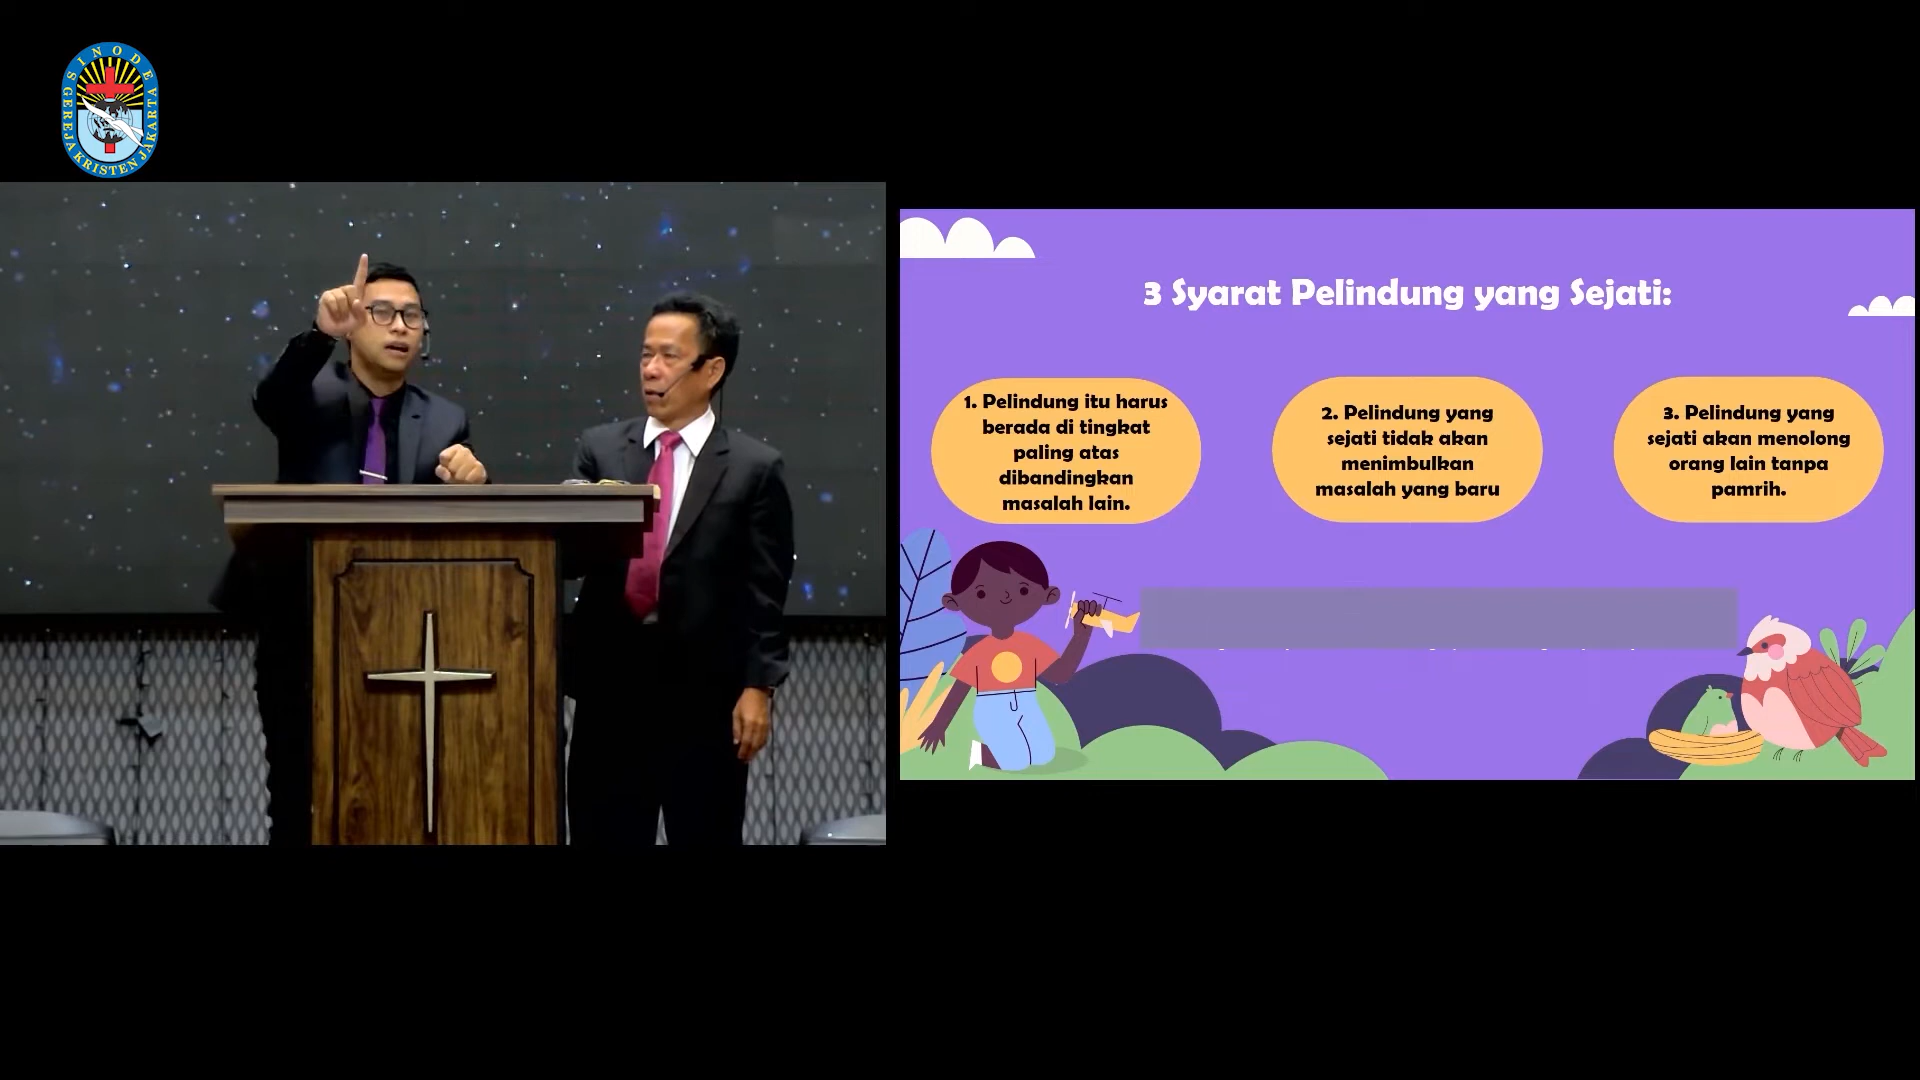 SINODE
GEREJA KRISTEN JAKARTA
3 Syarat Pelindung yang Sejati:
1. Pelindung itu harus
berada di tingkat
paling atas
dibandingkan
masalah lain.
2. Pelindung yang
sejati tidak akan
menimbulkan
masalah yang baru
3. Pelindung yang
sejati akan menolong
orang lain tanpa
pamrih.